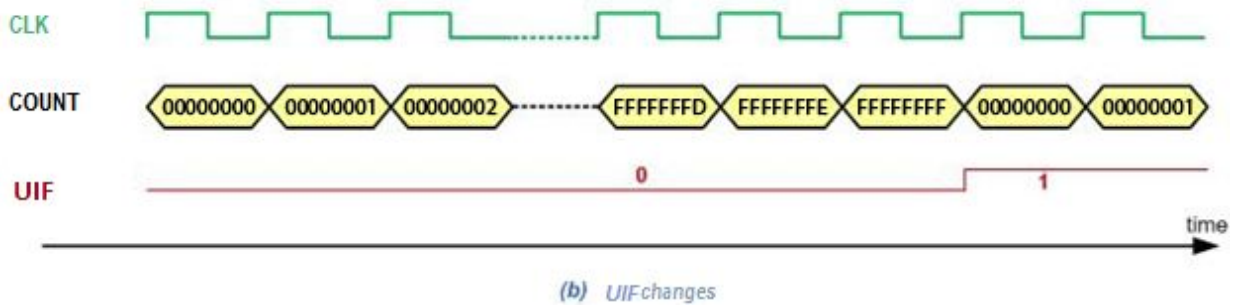 CLK
COUNT 00000000 00000001 00000002 FFFFFFFD FFFFFFFE FFFFFFFF 00000000 00000001
UIF 0 1
time
(b) UIF changes